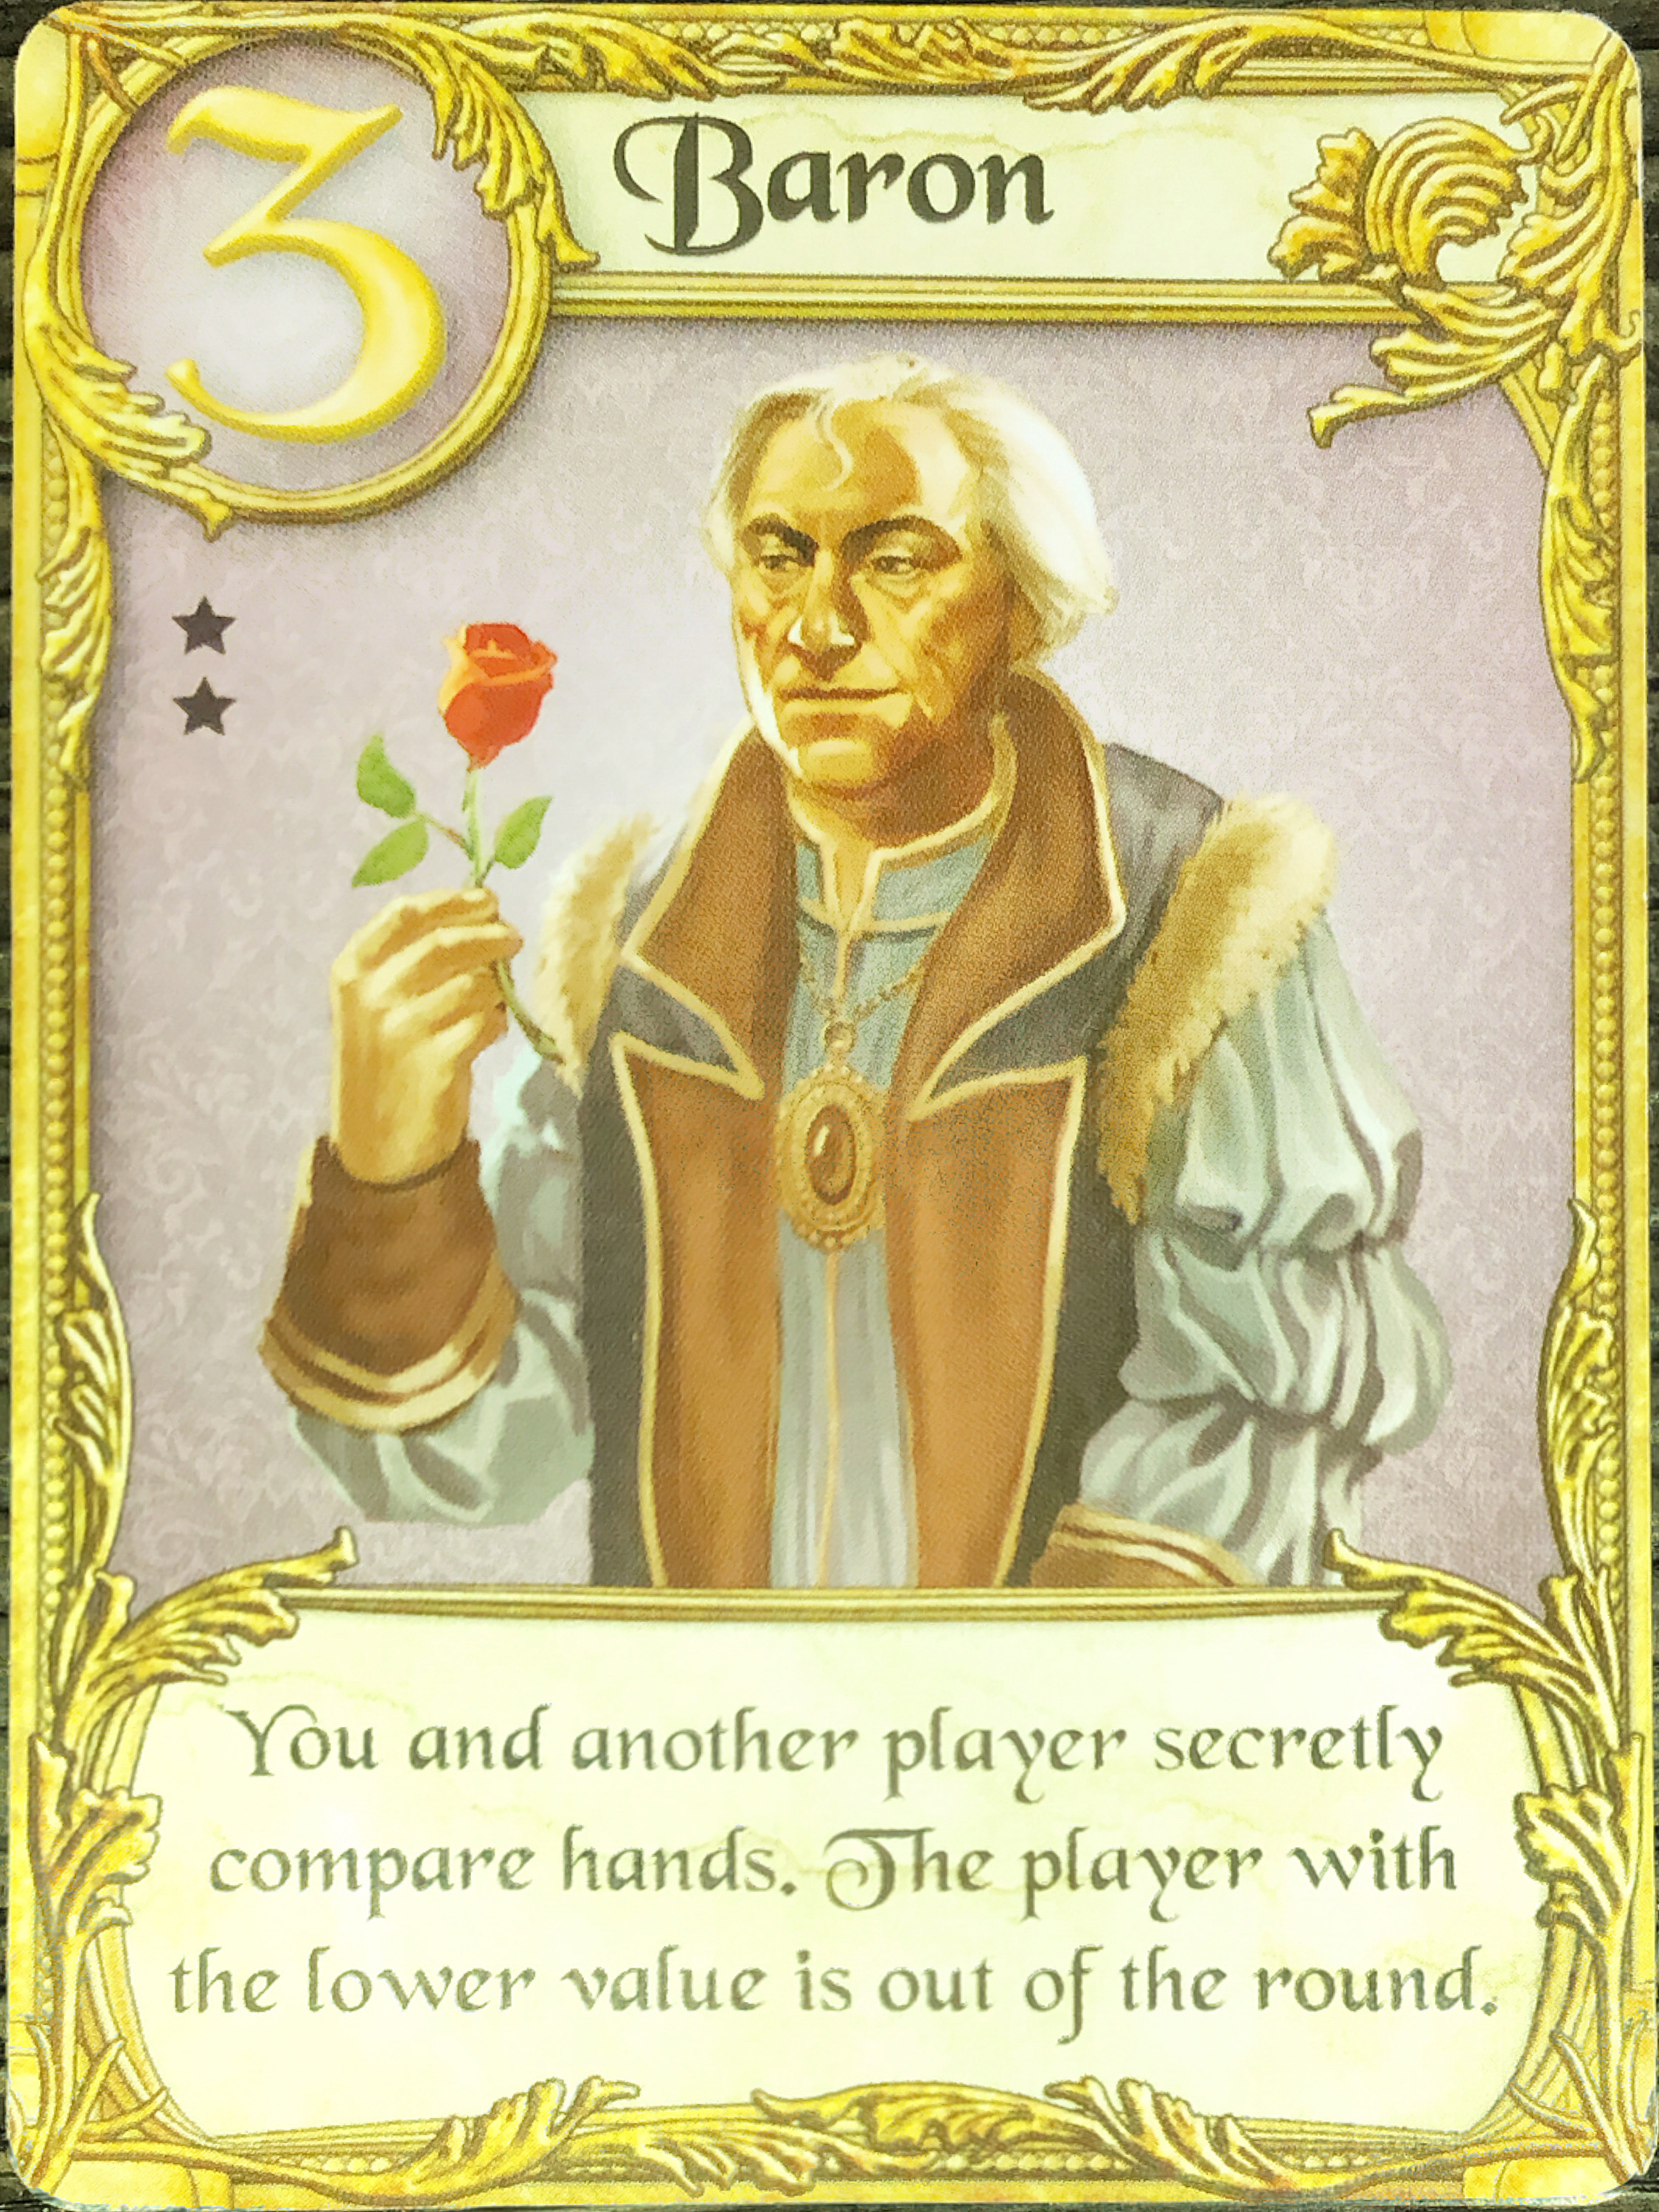 3
Baron
You and another player secretly
compare hands. The player with
the lower value is out of the round.